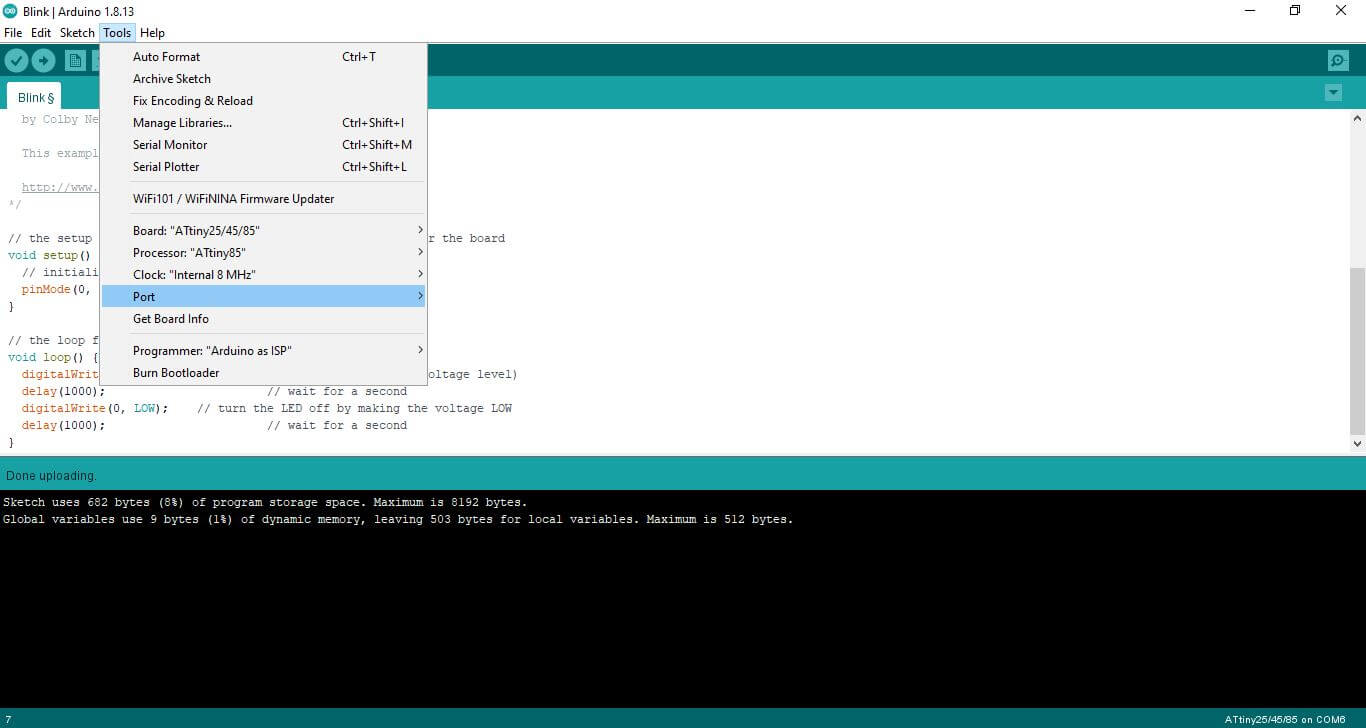 Blink | Arduino 1.8.13
File Edit Sketch Tools Help
Auto Format Ctrl+T
Archive Sketch
Fix Encoding & Reload
Manage Libraries... Ctrl+Shift+I
Serial Monitor Ctrl+Shift+M
Serial Plotter Ctrl+Shift+L
WiFi101 / WiFiNINA Firmware Updater
Board: "ATtiny25/45/85"
Processor: "ATtiny85"
Clock: "Internal 8 MHz"
Port
Get Board Info
Programmer: "Arduino as ISP"
Burn Bootloader
Blink §
by Colby Ne
This exampl
http://www.
*/
// the setup r the board
void setup()
// initiali
pinMode(0,
}
// the loop f
void loop() {
digitalWrit oltage level)
delay(1000); // wait for a second
digitalWrite(0, LOW); // turn the LED off by making the voltage LOW
delay(1000); // wait for a second
}
Done uploading.
Sketch uses 682 bytes (8%) of program storage space. Maximum is 8192 bytes.
Global variables use 9 bytes (1%) of dynamic memory, leaving 503 bytes for local variables. Maximum is 512 bytes.
7 ATtiny25/45/85 on COM6